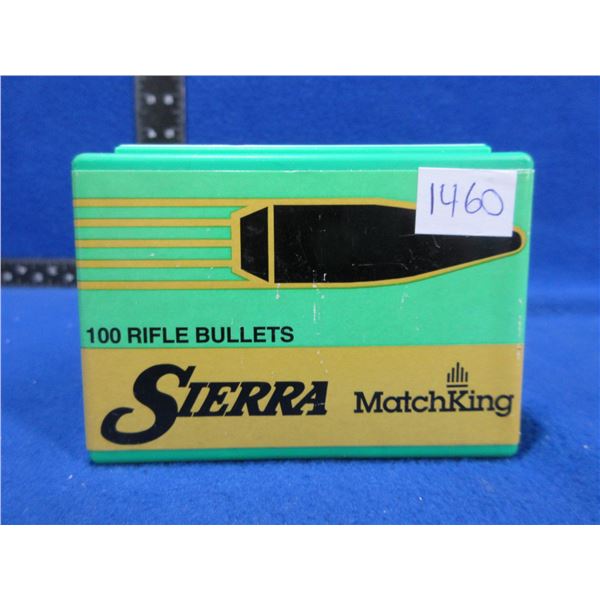 1460
100 RIFLE BULLETS
SIERRA MatchKing